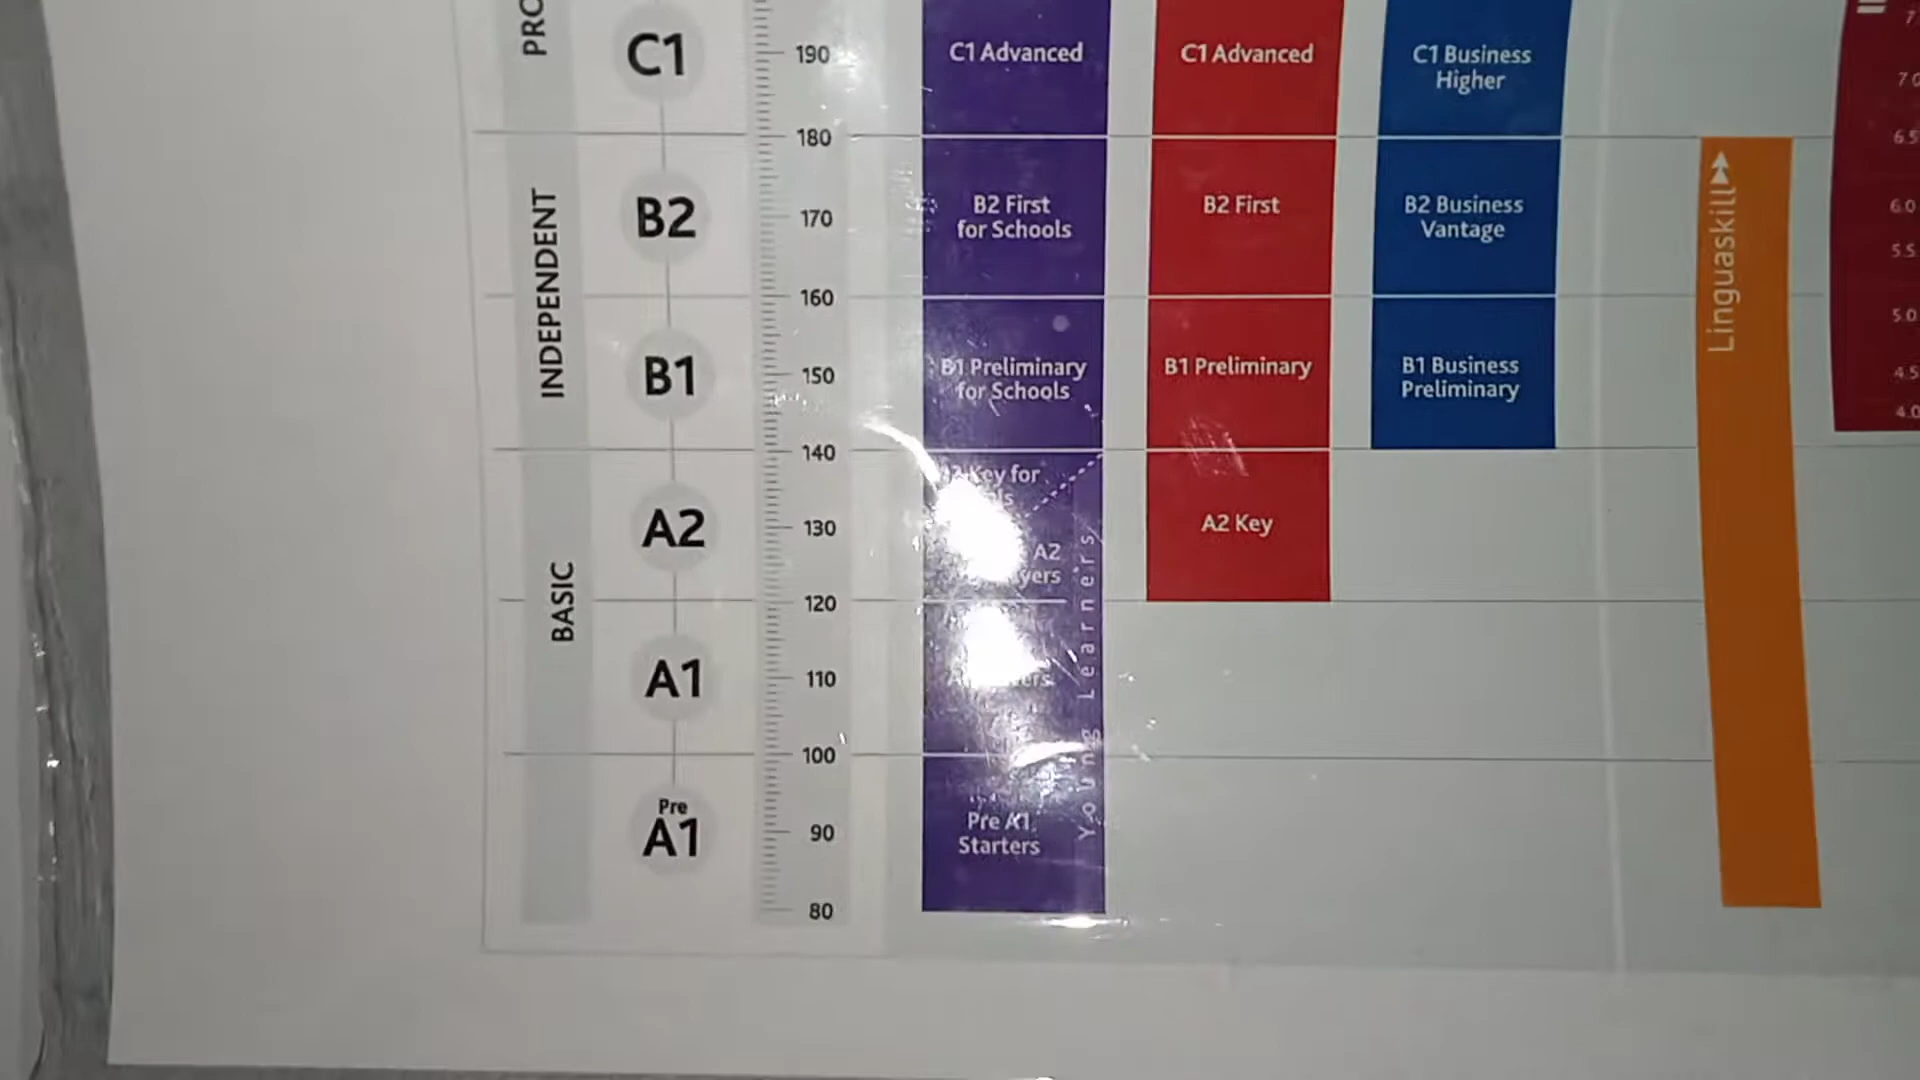 PRO
C1
190
C1 Advanced
C1 Advanced
C1 Business
Higher
7.0
180
6.5
INDEPENDENT
B2
170
B2 First
for Schools
B2 First
B2 Business
Vantage
Linguaskill
6.0
5.5
160
B1
150
B1 Preliminary
for Schools
B1 Preliminary
B1 Business
Preliminary
5.0
4.5
4.0
140
BASIC
A2
130
Key for
A2
A2 Key
120
Young Learners
A1
110
100
Pre
A1
90
Pre A1
Starters
80